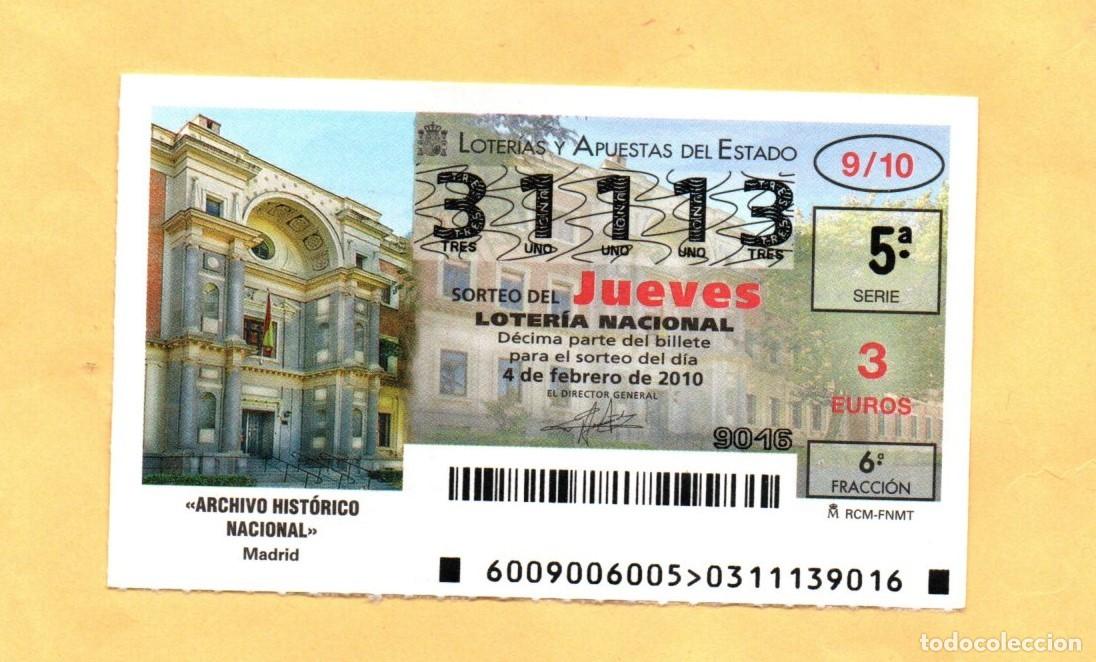 LOTERÍAS Y APUESTAS DEL ESTADO
9/10
31113
TRES UNO UNO UNO TRES
5ª
SERIE
SORTEO DEL Jueves
LOTERÍA NACIONAL
Décima parte del billete
para el sorteo del día
4 de febrero de 2010
EL DIRECTOR GENERAL
3
EUROS
9016
6ª
FRACCIÓN
RCM-FNMT
«ARCHIVO HISTÓRICO
NACIONAL»
Madrid
6009006005>0311139016
todocoleccion